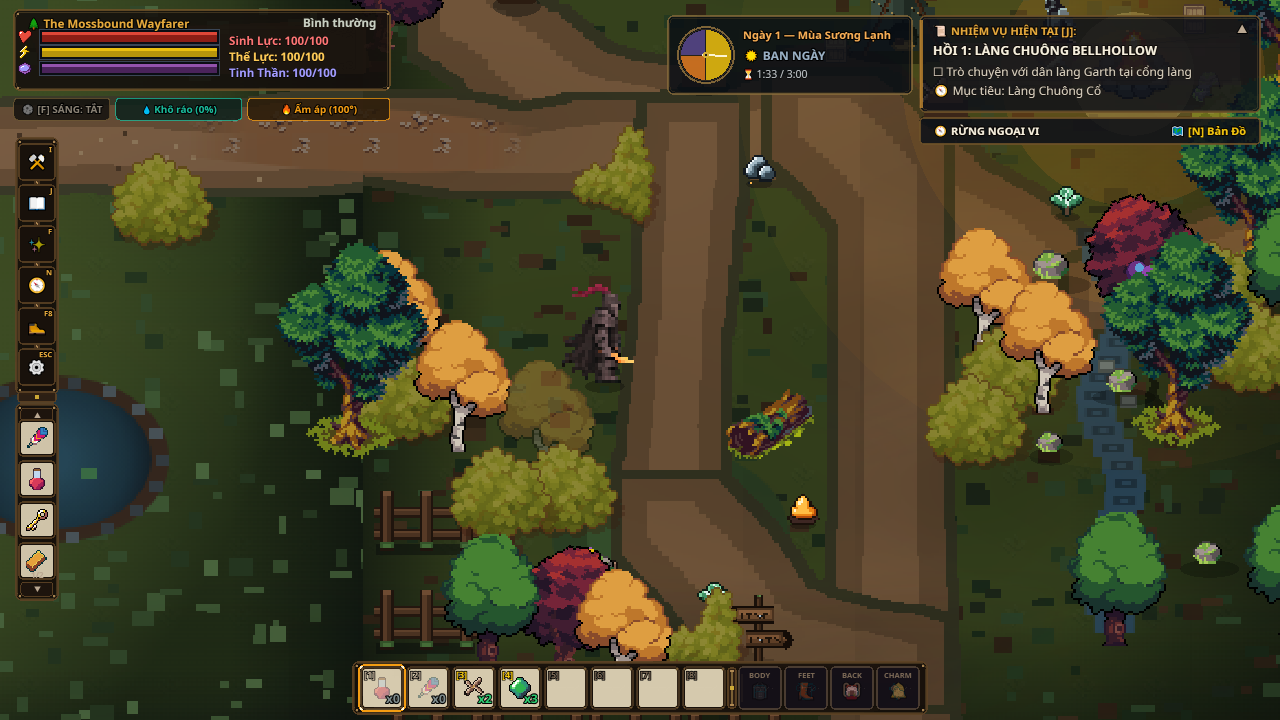 The Mossbound Wayfarer
Bình thường
Sinh Lực: 100/100
Thể Lực: 100/100
Tinh Thần: 100/100
[F] SÁNG: TẮT
Khô ráo (0%)
Ấm áp (100°)
Ngày 1 — Mùa Sương Lạnh
BAN NGÀY
1:33 / 3:00
NHIỆM VỤ HIỆN TẠI [J]:
HỒI 1: LÀNG CHUÔNG BELLHOLLOW
Trò chuyện với dân làng Garth tại cổng làng
Mục tiêu: Làng Chuông Cổ
RỪNG NGOẠI VI
[N] Bản Đồ
I
J
F
N
F8
ESC
[1] x0
[2] x0
[3] x2
[4] x3
[5]
[6]
[7]
[8]
BODY
FEET
BACK
CHARM